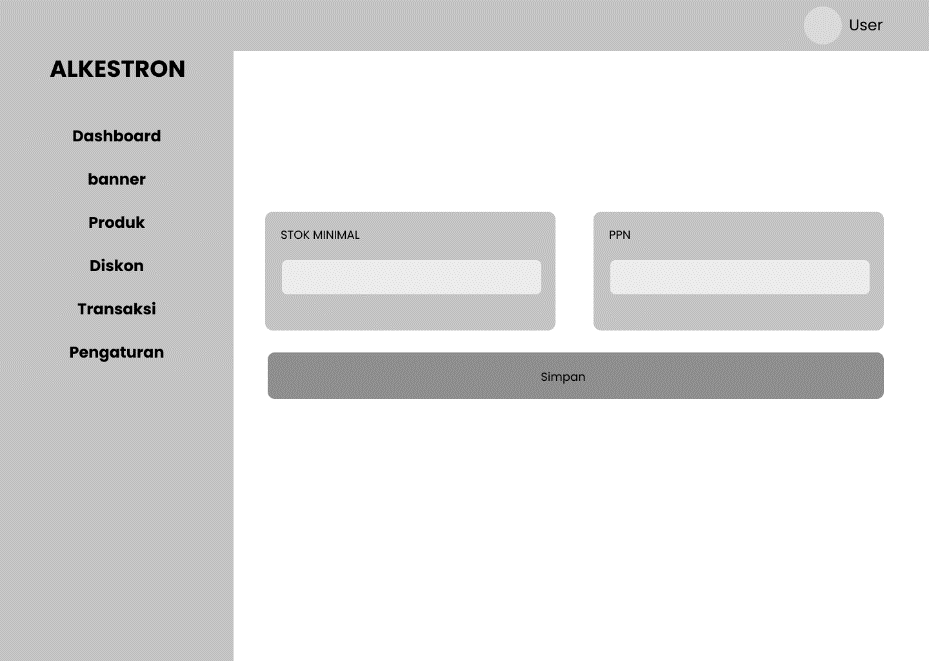 User
ALKESTRON
Dashboard
banner
Produk
Diskon
Transaksi
Pengaturan
STOK MINIMAL
PPN
Simpan